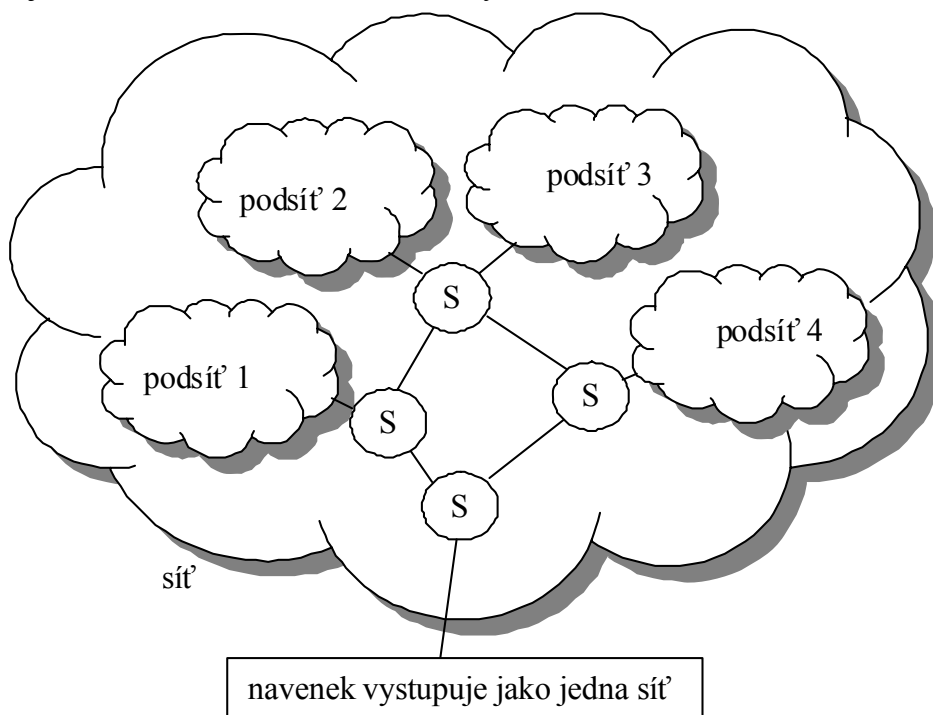 podsíť 2
podsíť 3
S
podsíť 4
podsíť 1
S
S
S
síť
navenek vystupuje jako jedna síť